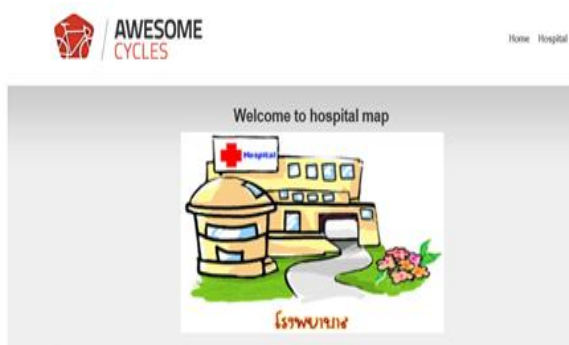 AWESOME
CYCLES
Home Hospital
Welcome to hospital map
Hospital
โรงพยาบาล